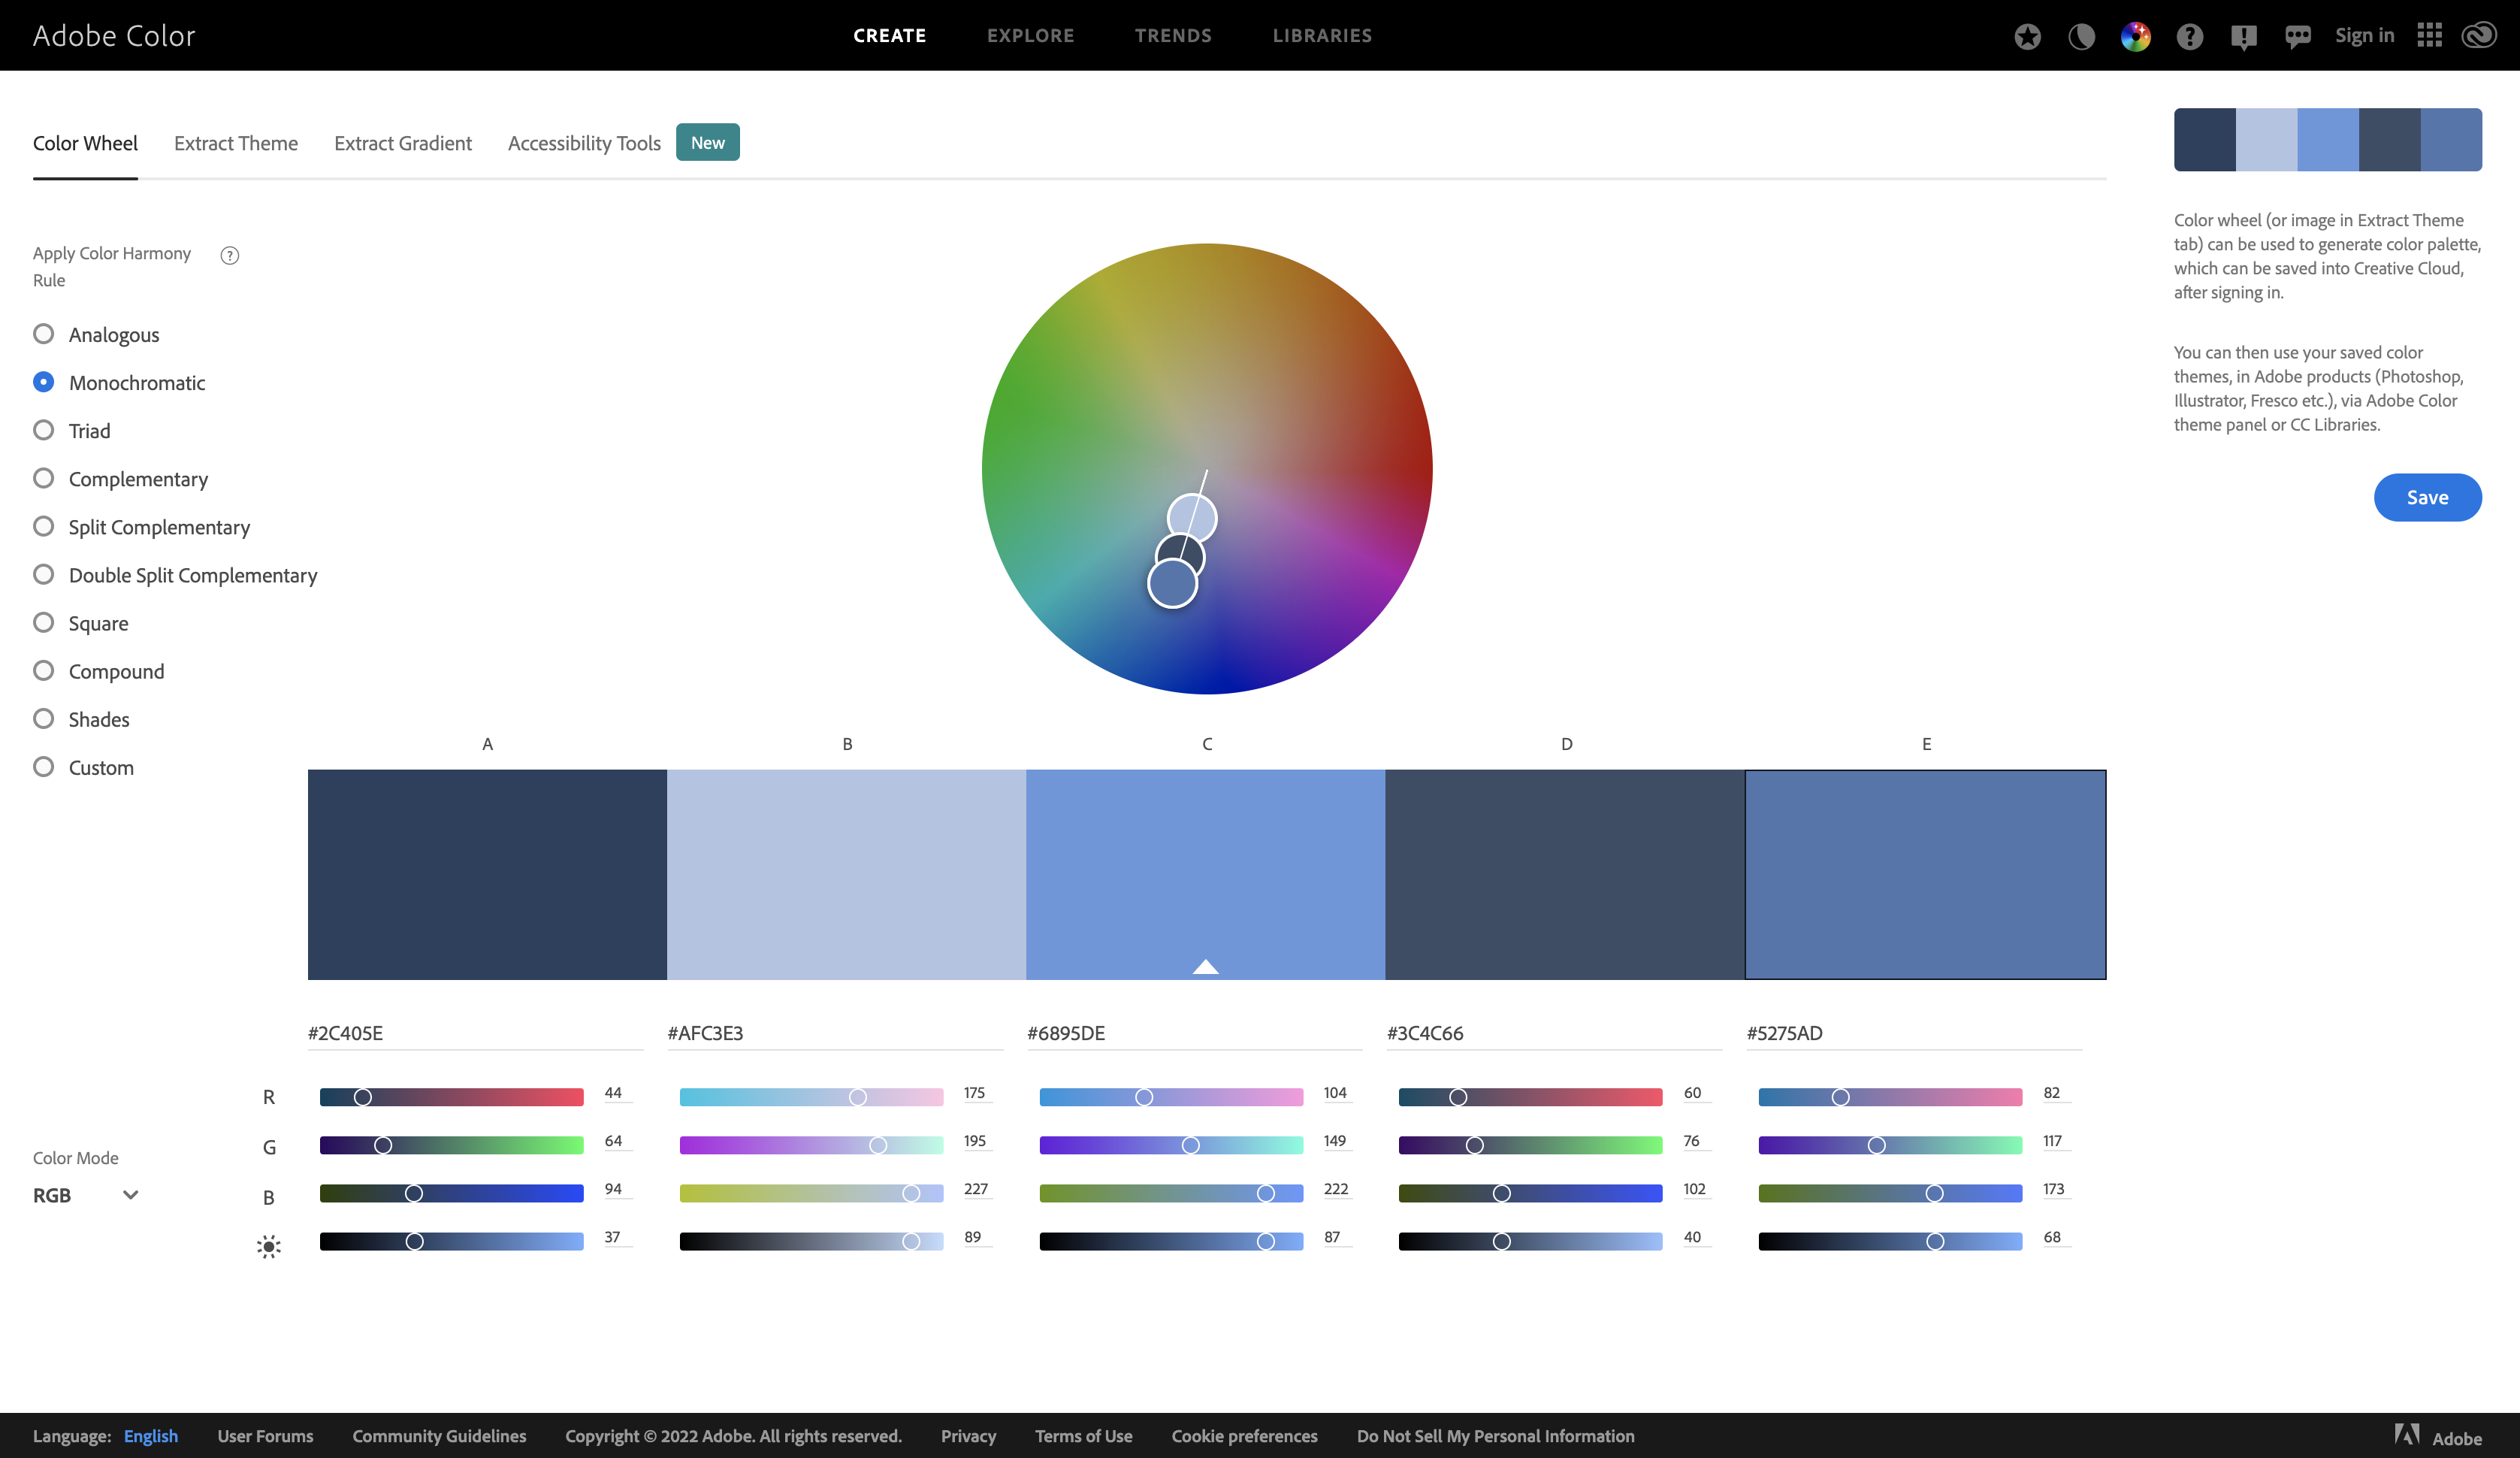 Adobe Color
CREATE EXPLORE TRENDS LIBRARIES
Sign in
Color Wheel Extract Theme Extract Gradient Accessibility Tools New
Color wheel (or image in Extract Theme
tab) can be used to generate color palette,
which can be saved into Creative Cloud,
after signing in.
You can then use your saved color
themes, in Adobe products (Photoshop,
Illustrator, Fresco etc.), via Adobe Color
theme panel or CC Libraries.
Save
Apply Color Harmony
Rule
?
Analogous
Monochromatic
Triad
Complementary
Split Complementary
Double Split Complementary
Square
Compound
Shades
Custom
A B C D E
#2C405E #AFC3E3 #6895DE #3C4C66 #5275AD
R 44 175 104 60 82
G 64 195 149 76 117
B 94 227 222 102 173
37 89 87 40 68
Color Mode
RGB
Language: English User Forums Community Guidelines Copyright © 2022 Adobe. All rights reserved. Privacy Terms of Use Cookie preferences Do Not Sell My Personal Information Adobe